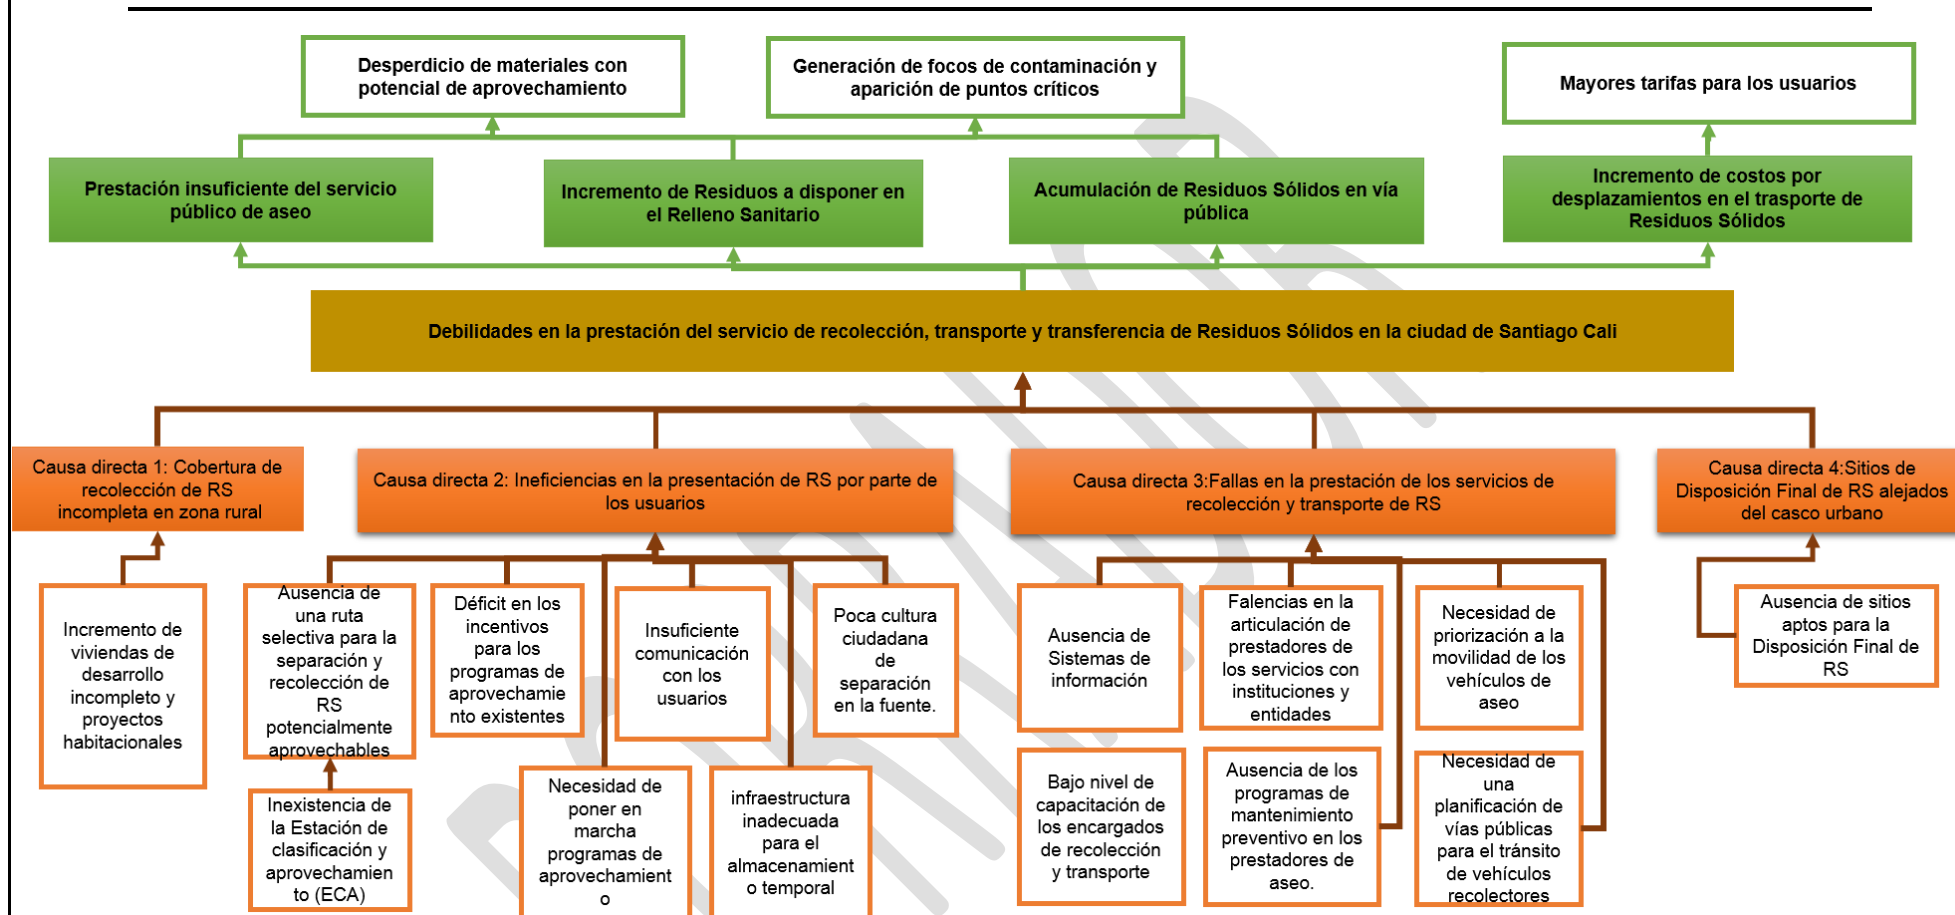 Desperdicio de materiales con
potencial de aprovechamiento
Generación de focos de contaminación y
aparición de puntos críticos
Mayores tarifas para los usuarios
Prestación insuficiente del servicio
público de aseo
Incremento de Residuos a disponer en
el Relleno Sanitario
Acumulación de Residuos Sólidos en vía
pública
Incremento de costos por
desplazamientos en el trasporte de
Residuos Sólidos
Debilidades en la prestación del servicio de recolección, transporte y transferencia de Residuos Sólidos en la ciudad de Santiago Cali
Causa directa 1: Cobertura de
recolección de RS
incompleta en zona rural
Causa directa 2: Ineficiencias en la presentación de RS por parte de
los usuarios
Causa directa 3:Fallas en la prestación de los servicios de
recolección y transporte de RS
Causa directa 4:Sitios de
Disposición Final de RS alejados
del casco urbano
Incremento de
viviendas de
desarrollo
incompleto y
proyectos
habitacionales
Ausencia de
una ruta
selectiva para la
separación y
recolección de
RS
potencialmente
aprovechables
Déficit en los
incentivos
para los
programas de
aprovechamie
nto existentes
Insuficiente
comunicación
con los
usuarios
Poca cultura
ciudadana
de
separación
en la fuente.
Ausencia de
Sistemas de
información
Falencias en la
articulación de
prestadores de
los servicios con
instituciones y
entidades
Necesidad de
priorización a la
movilidad de los
vehículos de
aseo
Ausencia de sitios
aptos para la
Disposición Final de
RS
Inexistencia de
la Estación de
clasificación y
aprovechamien
to (ECA)
Necesidad de
poner en
marcha
programas de
aprovechamient
o
infraestructura
inadecuada
para el
almacenamient
o temporal
Bajo nivel de
capacitación de
los encargados
de recolección
y transporte
Ausencia de los
programas de
mantenimiento
preventivo en los
prestadores de
aseo.
Necesidad de
una
planificación de
vías públicas
para el tránsito
de vehículos
recolectores